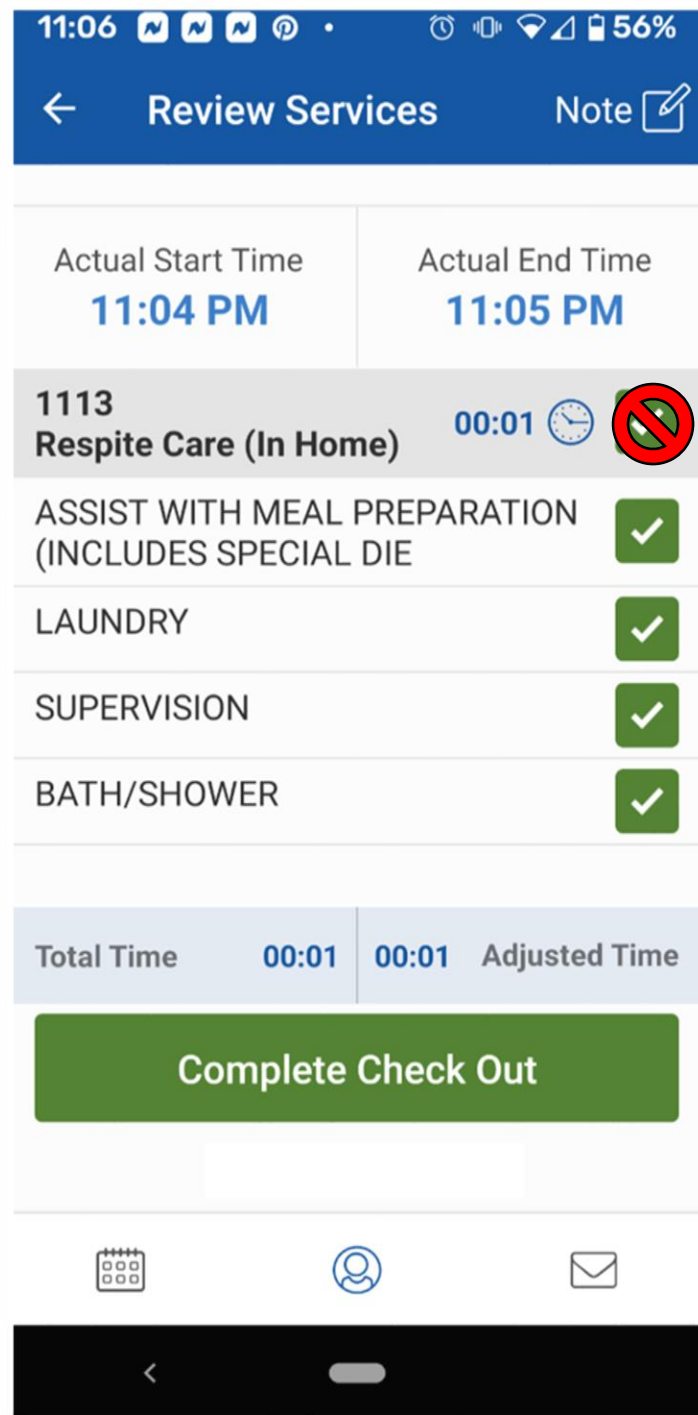 11:06 56%
Review Services Note
Actual Start Time Actual End Time
11:04 PM 11:05 PM
1113
Respite Care (In Home) 00:01
ASSIST WITH MEAL PREPARATION
(INCLUDES SPECIAL DIE
LAUNDRY
SUPERVISION
BATH/SHOWER
Total Time 00:01 00:01 Adjusted Time
Complete Check Out